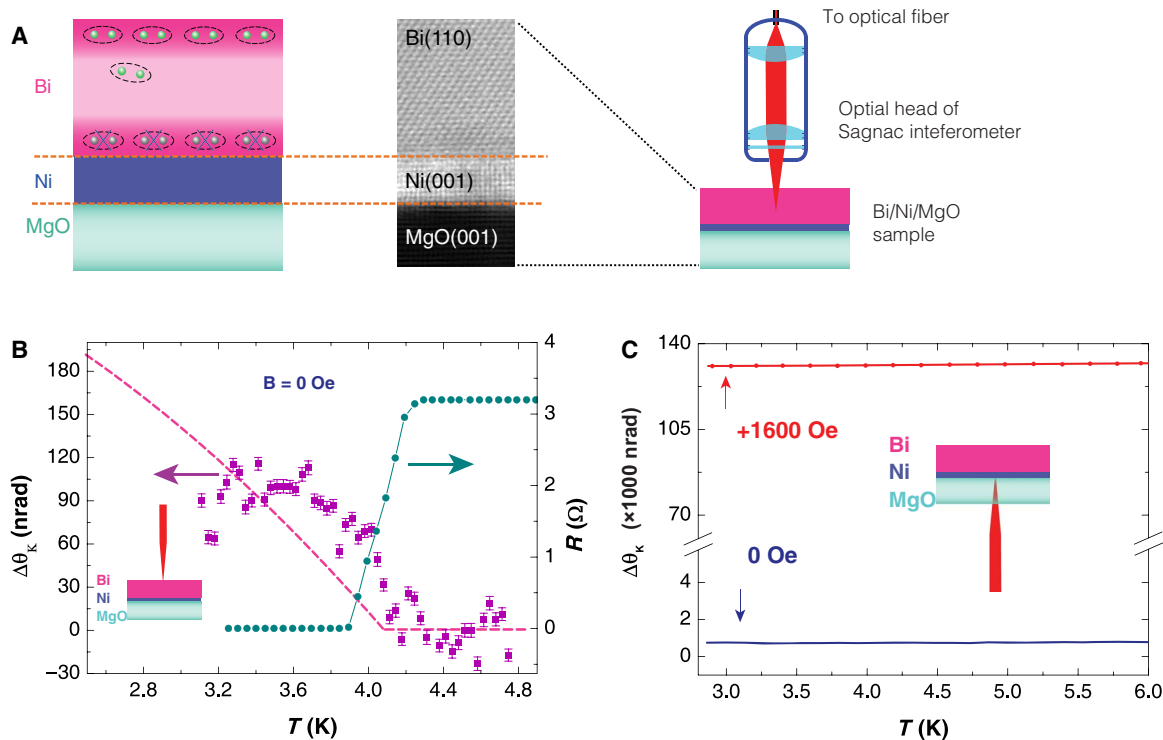 A
Bi
Ni
MgO
Bi(110)
Ni(001)
MgO(001)
To optical fiber
Optial head of
Sagnac inteferometer
Bi/Ni/MgO
sample
B
B = 0 Oe
180
150
120
90
60
30
0
−30
Δθκ (nrad)
4
3
2
1
0
R (Ω)
Bi
Ni
MgO
2.8 3.2 3.6 4.0 4.4 4.8
T (K)
C
140
105
70
4
2
0
Δθκ (×1000 nrad)
+1600 Oe
0 Oe
Bi
Ni
MgO
3.0 3.5 4.0 4.5 5.0 5.5 6.0
T (K)